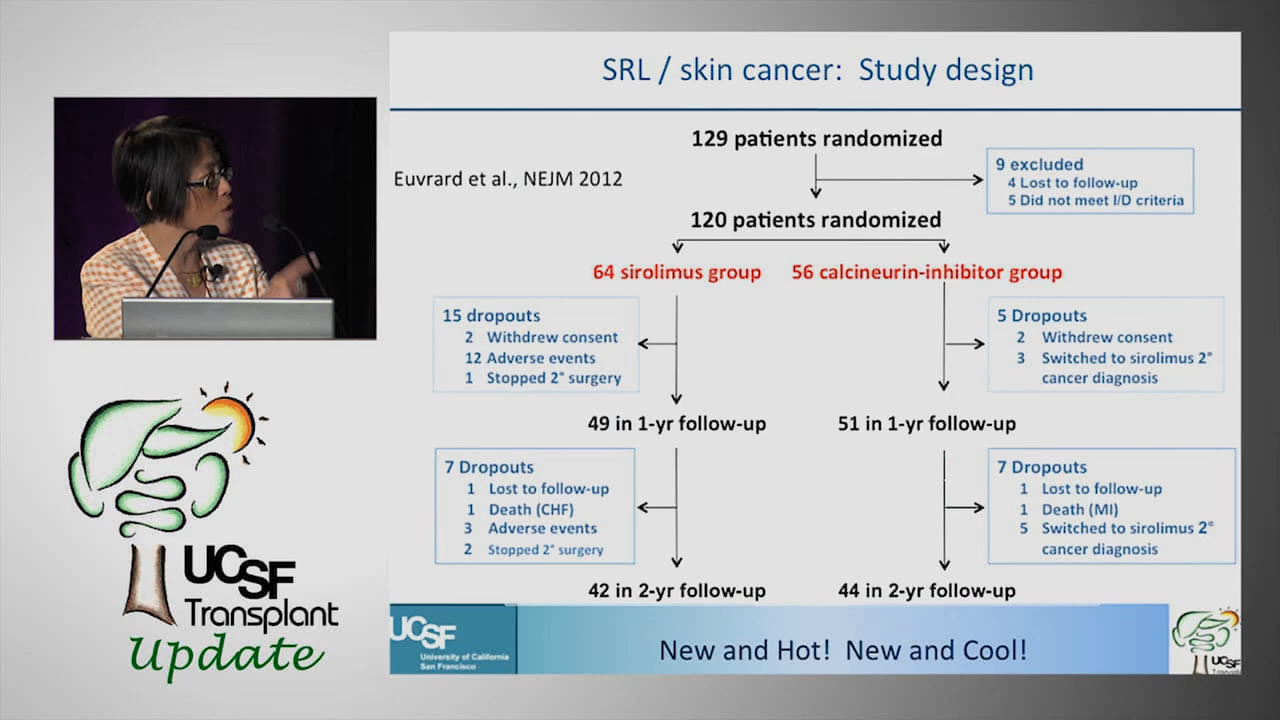 SRL / skin cancer: Study design
129 patients randomized
Euvrard et al., NEJM 2012
9 excluded
4 Lost to follow-up
5 Did not meet I/D criteria
120 patients randomized
64 sirolimus group
56 calcineurin-inhibitor group
15 dropouts
2 Withdrew consent
12 Adverse events
1 Stopped 2° surgery
5 Dropouts
2 Withdrew consent
3 Switched to sirolimus 2°
cancer diagnosis
49 in 1-yr follow-up
51 in 1-yr follow-up
7 Dropouts
1 Lost to follow-up
1 Death (CHF)
3 Adverse events
2 Stopped 2° surgery
7 Dropouts
1 Lost to follow-up
1 Death (MI)
5 Switched to sirolimus 2°
cancer diagnosis
42 in 2-yr follow-up
44 in 2-yr follow-up
UCSF
University of California
San Francisco
New and Hot! New and Cool!
UCSF
UCSF
Transplant
Update